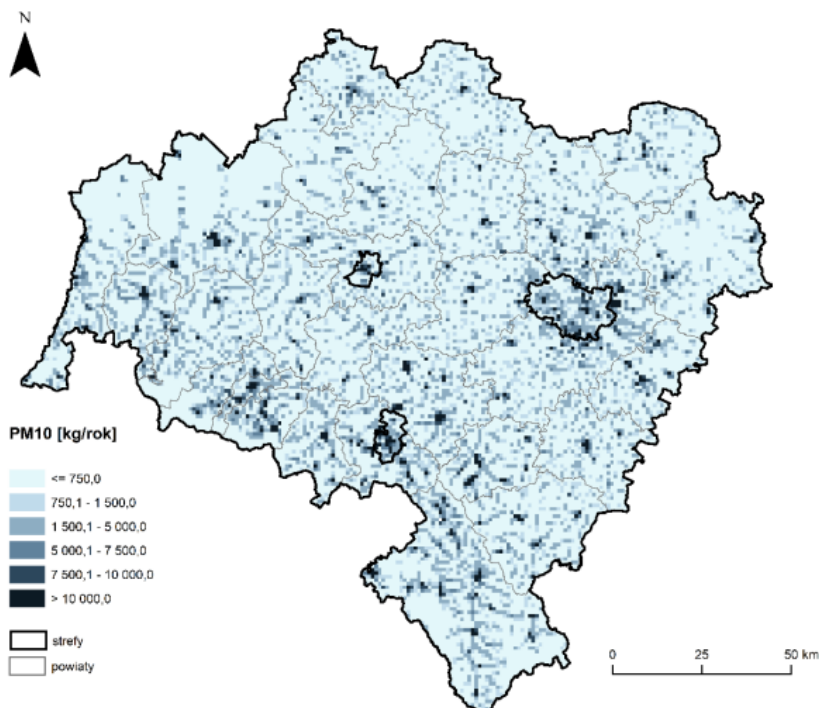 N
PM10 [kg/rok]
<= 750,0
750,1 - 1 500,0
1 500,1 - 5 000,0
5 000,1 - 7 500,0
7 500,1 - 10 000,0
> 10 000,0
strefy
powiaty
0 25 50 km